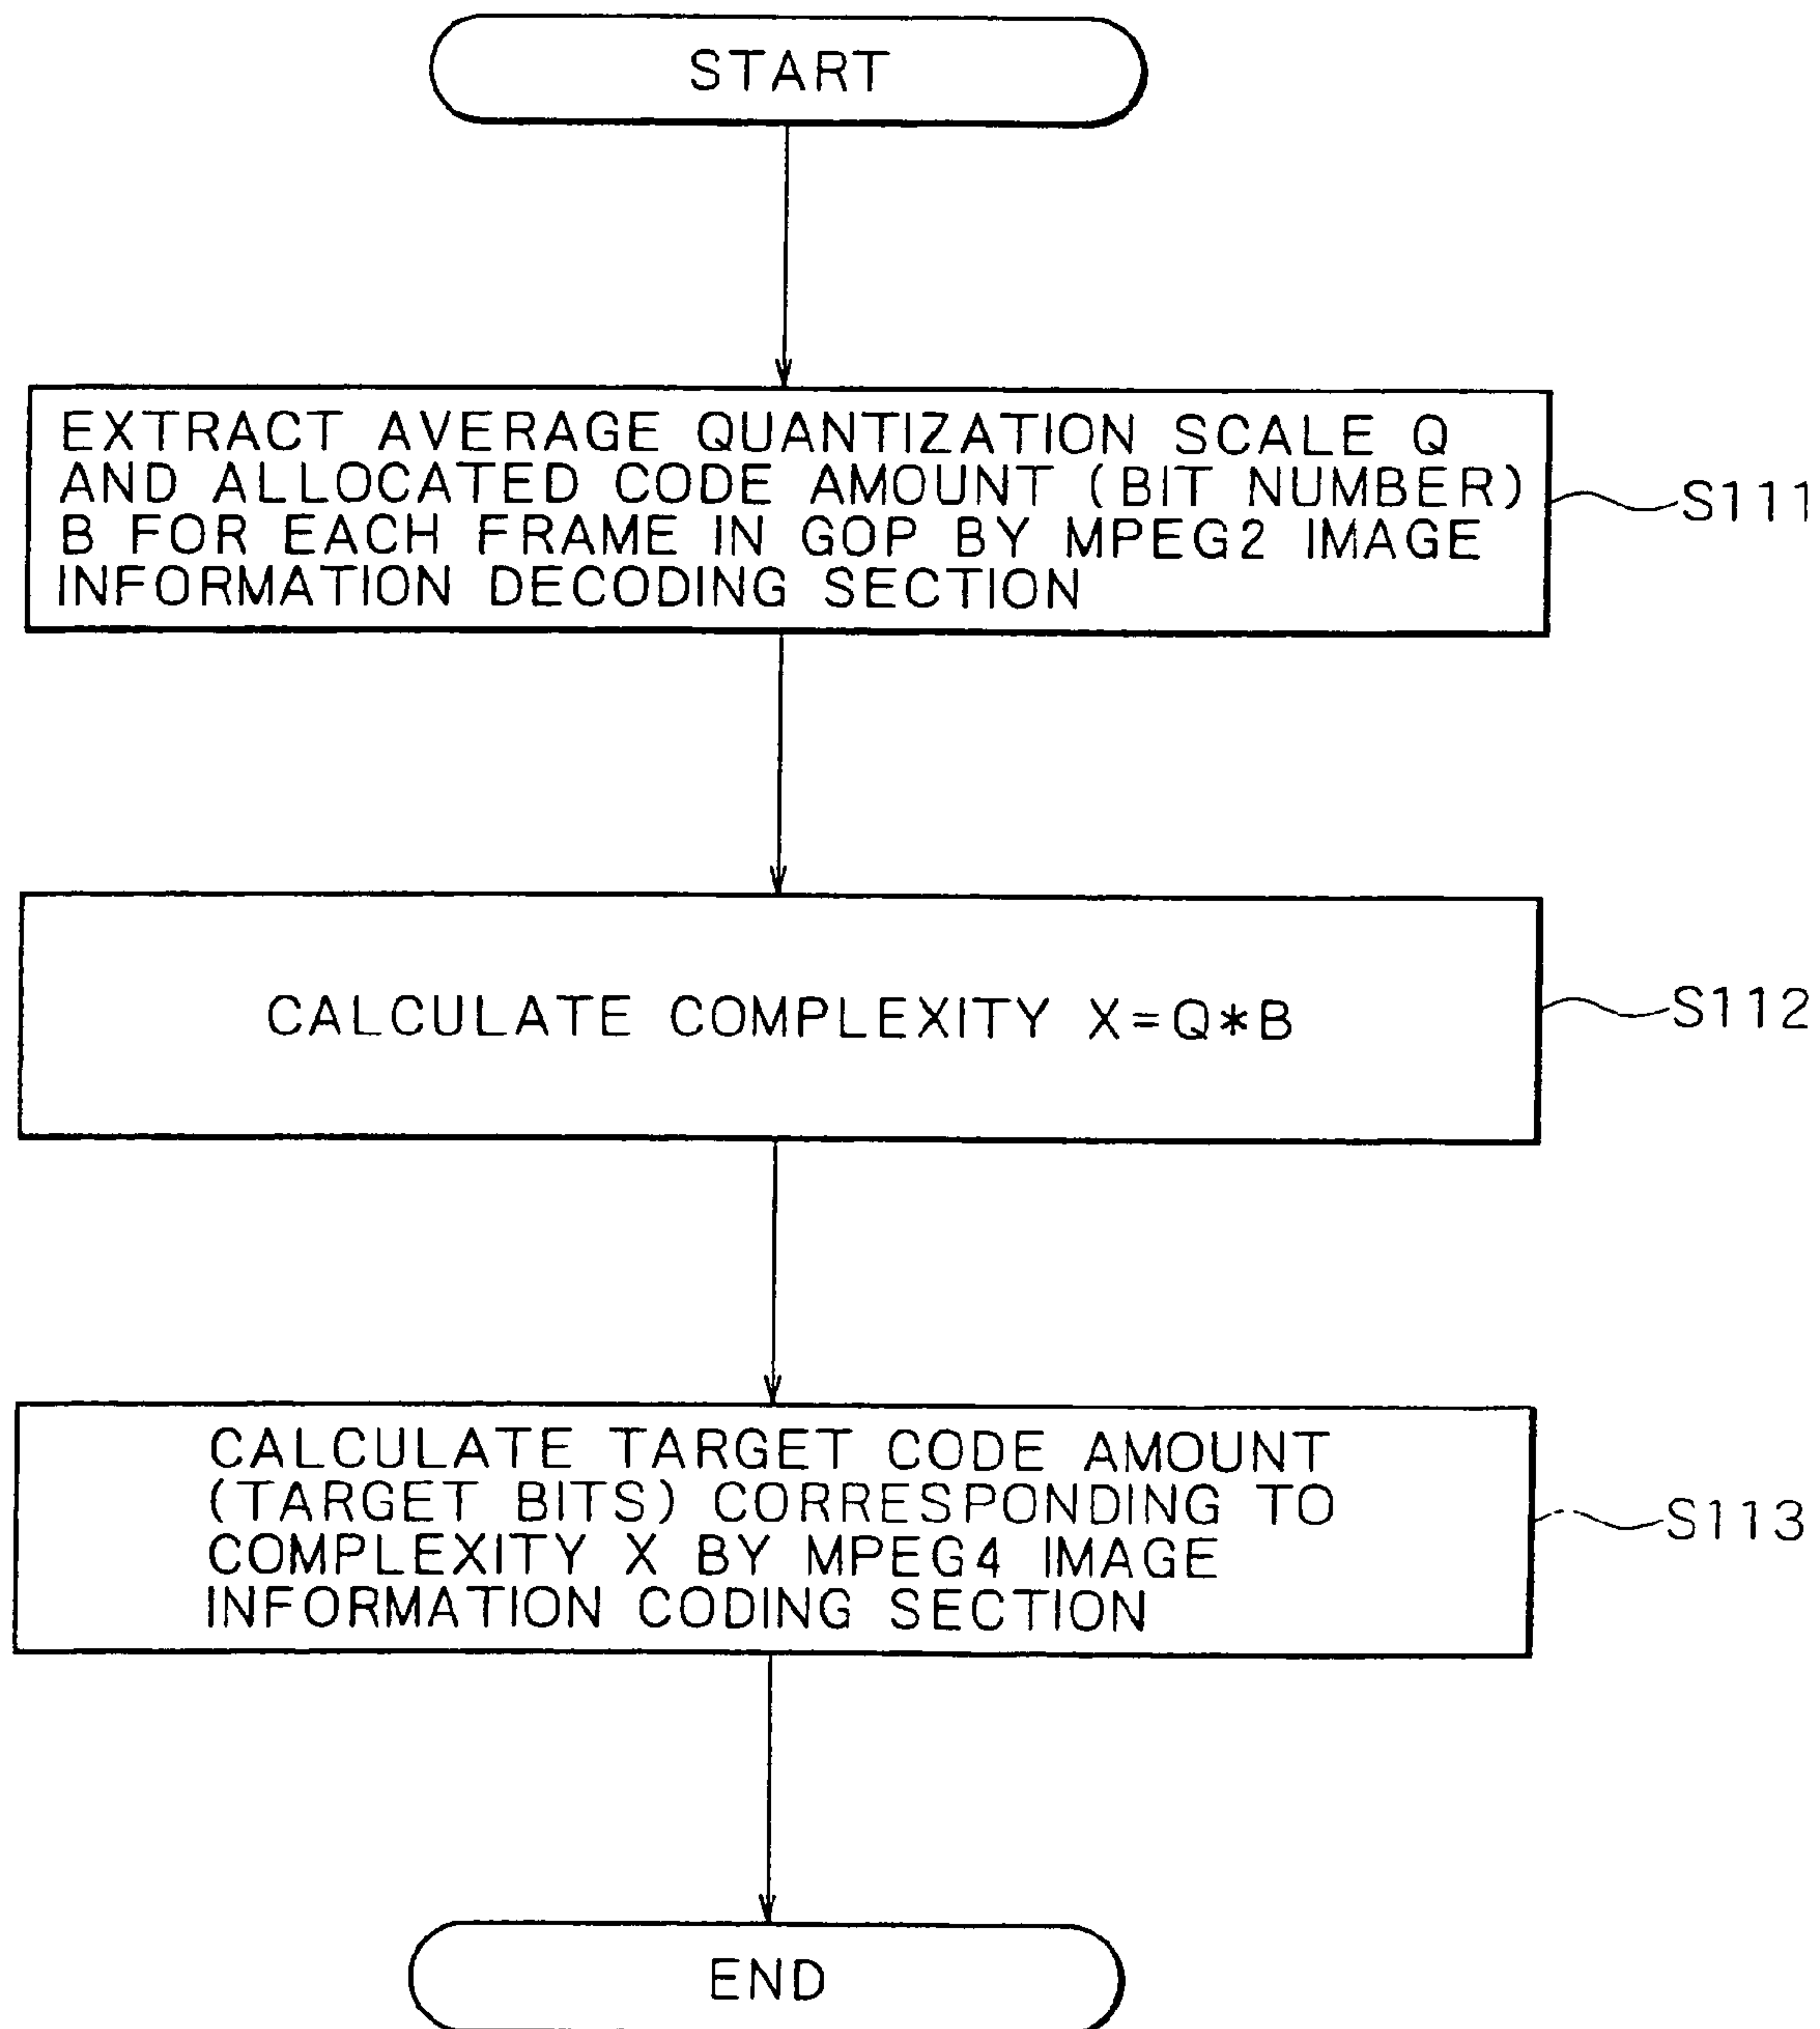 START
EXTRACT AVERAGE QUANTIZATION SCALE Q
AND ALLOCATED CODE AMOUNT (BIT NUMBER)
B FOR EACH FRAME IN GOP BY MPEG2 IMAGE
INFORMATION DECODING SECTION
S111
CALCULATE COMPLEXITY X=Q*B
S112
CALCULATE TARGET CODE AMOUNT
(TARGET BITS) CORRESPONDING TO
COMPLEXITY X BY MPEG4 IMAGE
INFORMATION CODING SECTION
S113
END